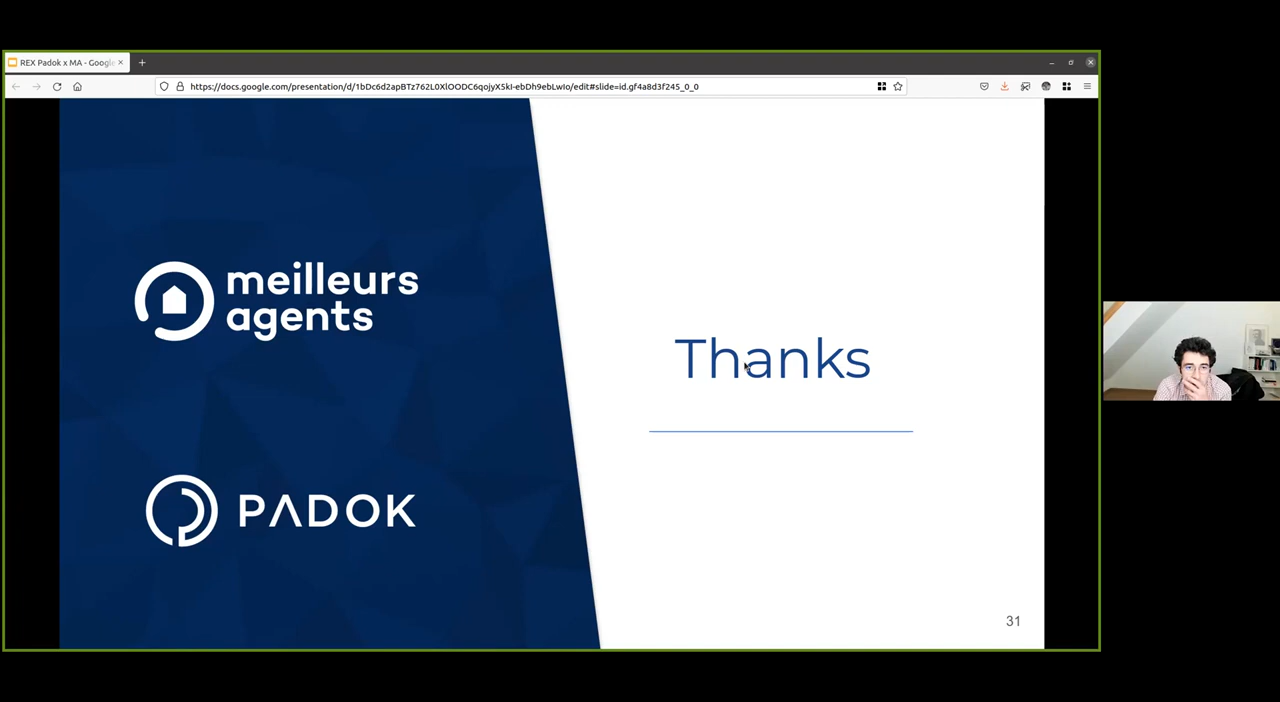 REX Padok x MA - Google
https://docs.google.com/presentation/d/1bDc6d2apBTz762L0XlOODC6qojyX5kI-ebDh9ebLwIo/edit#slide=id.gf4a8d3f245_0_0
meilleurs
agents
PADOK
Thanks
31